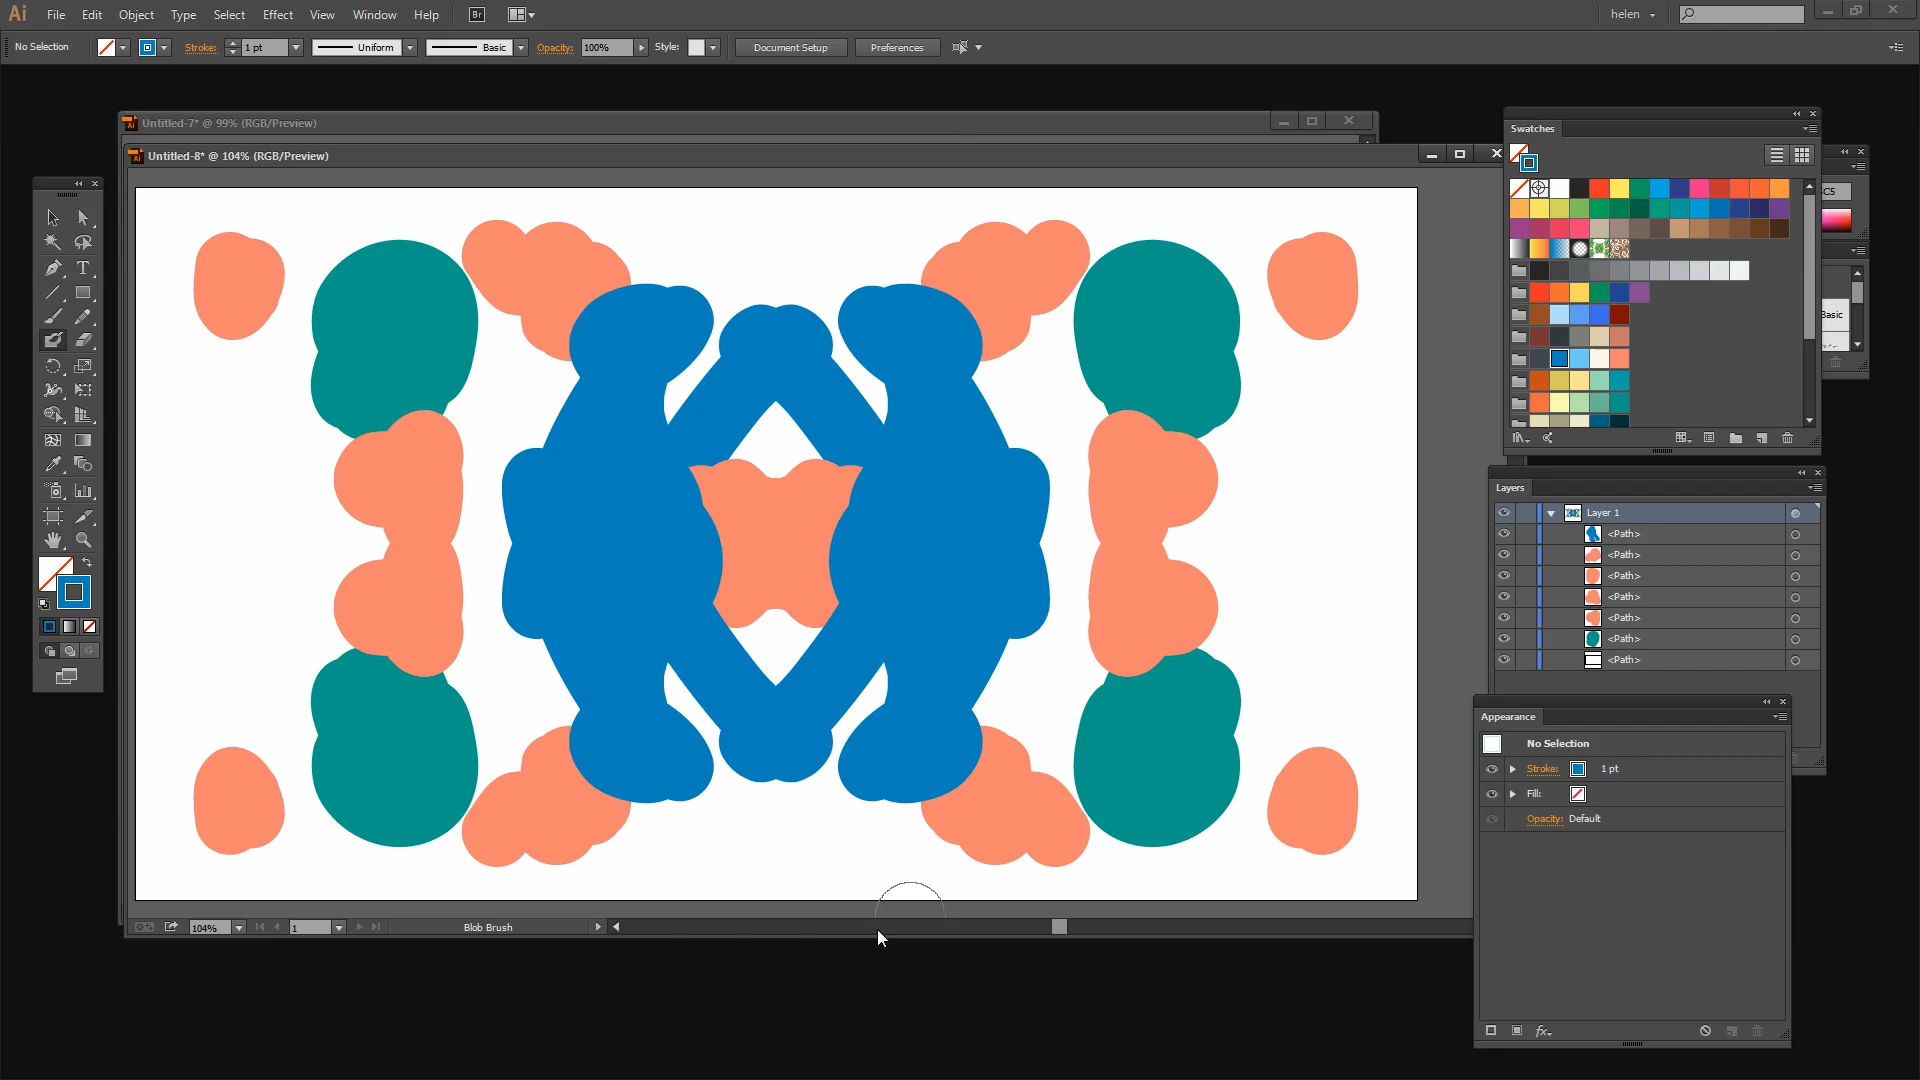 Ai File Edit Object Type Select Effect View Window Help Br helen
No Selection Stroke: 1 pt Uniform Basic Opacity: 100% Style: Document Setup Preferences
Untitled-7* @ 99% (RGB/Preview)
Untitled-8* @ 104% (RGB/Preview)
Swatches
C5
Basic
Layers
Layer 1
<Path>
<Path>
<Path>
<Path>
<Path>
<Path>
<Path>
Appearance
No Selection
Stroke: 1 pt
Fill:
Opacity: Default
fx
104% 1 Blob Brush